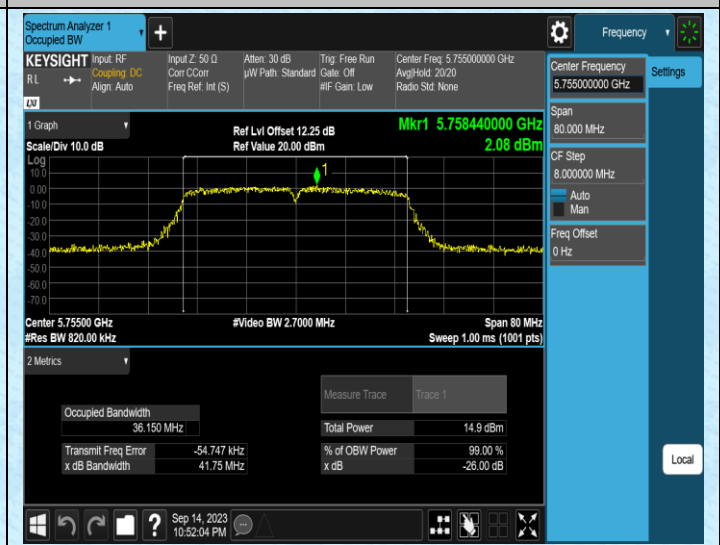 Spectrum Analyzer 1
Occupied BW
+
Frequency
KEYSIGHT
RL
LXI
Input: RF
Coupling: DC
Align: Auto
Input Z: 50 Ω
Corr CCorr
Freq Ref: Int (S)
Atten: 30 dB
µW Path: Standard
Trig: Free Run
Gate: Off
#IF Gain: Low
Center Freq: 5.755000000 GHz
Avg|Hold: 20/20
Radio Std: None
Center Frequency
5.755000000 GHz
Settings
Span
80.000 MHz
CF Step
8.000000 MHz
Auto
Man
Freq Offset
0 Hz
Local
1 Graph
Scale/Div 10.0 dB
Ref Lvl Offset 12.25 dB
Ref Value 20.00 dBm
Mkr1 5.758440000 GHz
2.08 dBm
Log
10.0
0.00
-10.0
-20.0
-30.0
-40.0
-50.0
-60.0
-70.0
1
Center 5.75500 GHz
#Res BW 820.00 kHz
#Video BW 2.7000 MHz
Span 80 MHz
Sweep 1.00 ms (1001 pts)
2 Metrics
Measure Trace
Trace 1
Occupied Bandwidth
36.150 MHz
Total Power
14.9 dBm
Transmit Freq Error
-54.747 kHz
% of OBW Power
99.00 %
x dB Bandwidth
41.75 MHz
x dB
-26.00 dB
?
Sep 14, 2023
10:52:04 PM